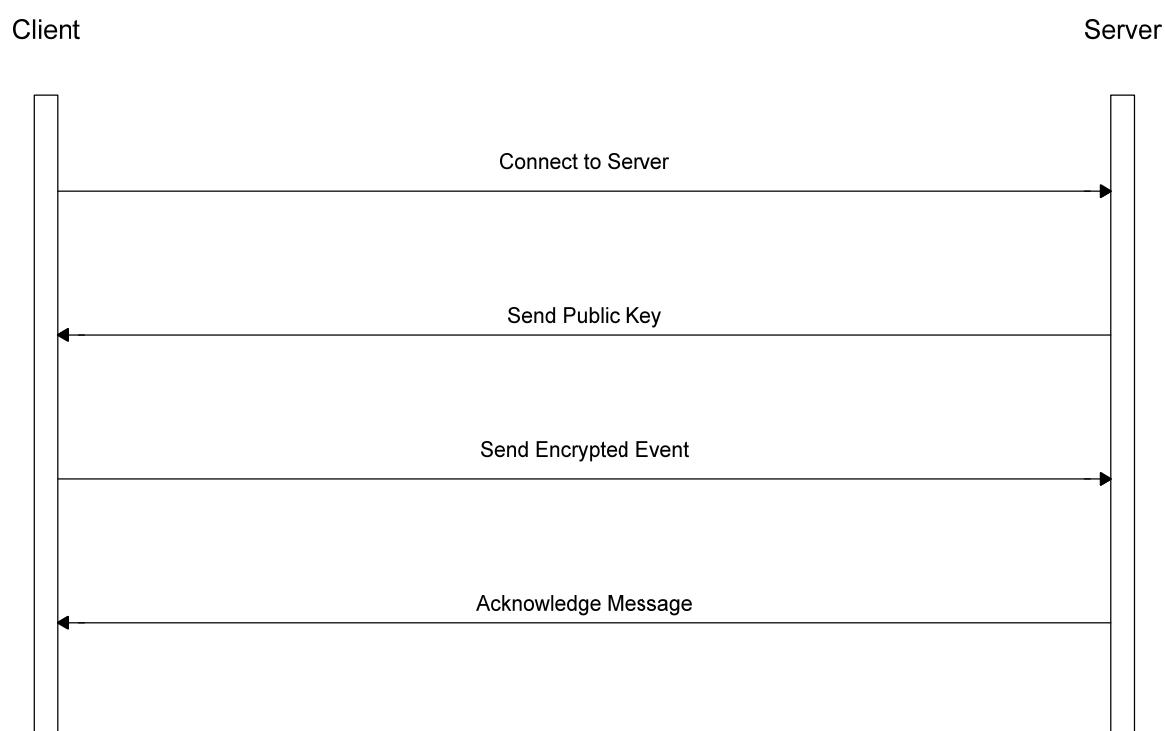 Client
Server
Connect to Server
Send Public Key
Send Encrypted Event
Acknowledge Message